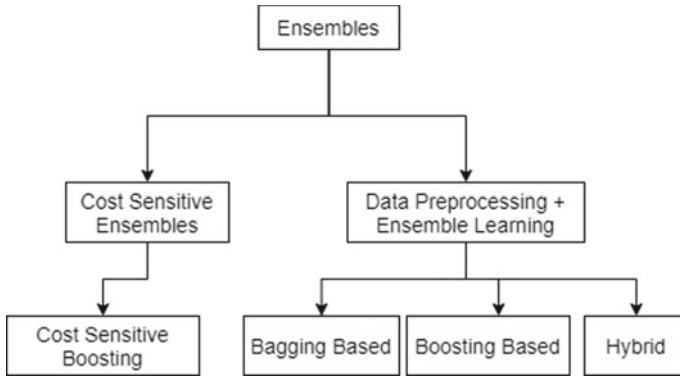 Ensembles
Cost Sensitive
Ensembles
Data Preprocessing +
Ensemble Learning
Cost Sensitive
Boosting
Bagging Based
Boosting Based
Hybrid